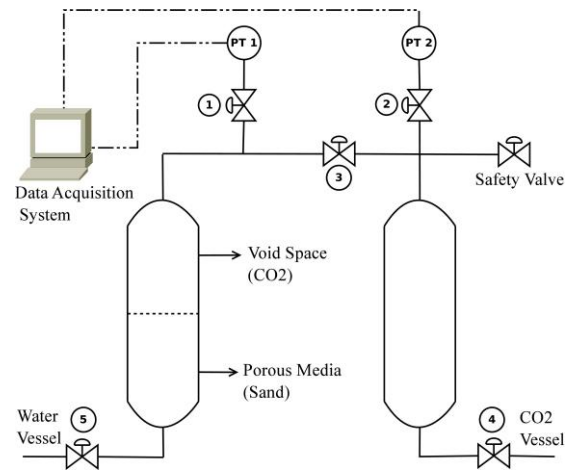 PT 1
PT 2
1
2
3
Data Acquisition
System
Safety Valve
Void Space
(CO2)
Porous Media
(Sand)
Water
Vessel
5
4
CO2
Vessel